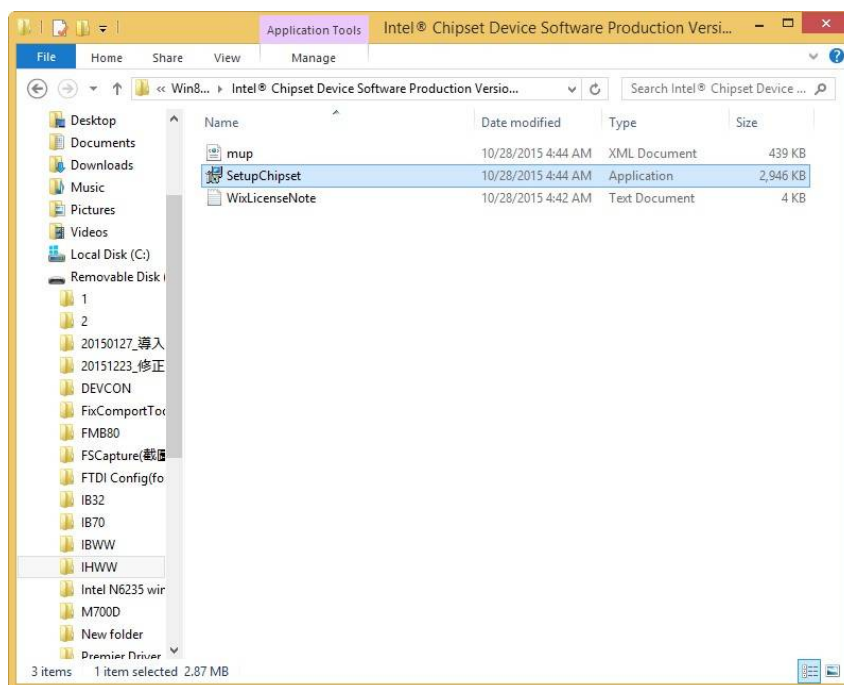 Application Tools
Intel® Chipset Device Software Production Versi...
File Home Share View Manage
« Win8... Intel® Chipset Device Software Production Versio...
Search Intel® Chipset Device ...
Name Date modified Type Size
mup 10/28/2015 4:44 AM XML Document 439 KB
SetupChipset 10/28/2015 4:44 AM Application 2,946 KB
WixLicenseNote 10/28/2015 4:42 AM Text Document 4 KB
Desktop
Documents
Downloads
Music
Pictures
Videos
Local Disk (C:)
Removable Disk (
1
2
20150127_導入
20151223_修正
DEVCON
FixComportToo
FMB80
FSCapture(截圖
FTDI Config(fo
IB32
IB70
IBWW
IHWW
Intel N6235 win
M700D
New folder
Premier Driver
3 items 1 item selected 2.87 MB